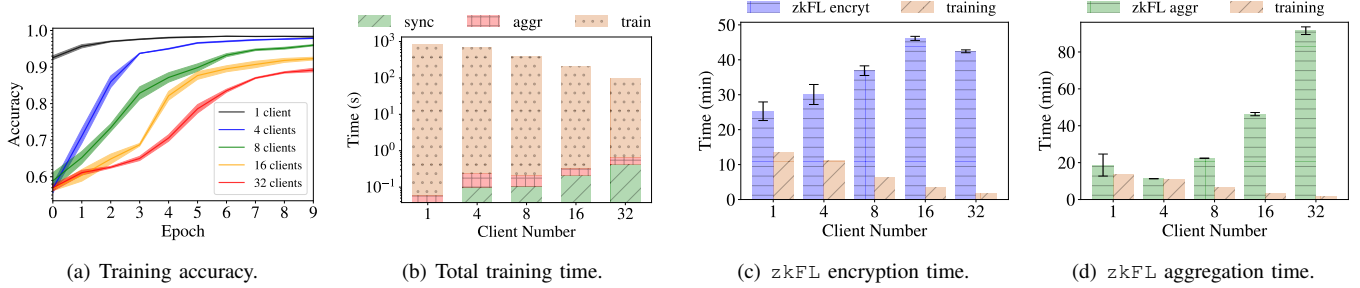 1.0
0.9
0.8
0.7
0.6
Accuracy
1 client
4 clients
8 clients
16 clients
32 clients
0 1 2 3 4 5 6 7 8 9
Epoch
(a) Training accuracy.
sync aggr train
10³
10²
10¹
10⁰
10⁻¹
Time (s)
1 4 8 16 32
Client Number
(b) Total training time.
zkFL encryt training
50
40
30
20
10
0
Time (min)
1 4 8 16 32
Client Number
(c) zkFL encryption time.
zkFL aggr training
80
60
40
20
0
Time (min)
1 4 8 16 32
Client Number
(d) zkFL aggregation time.